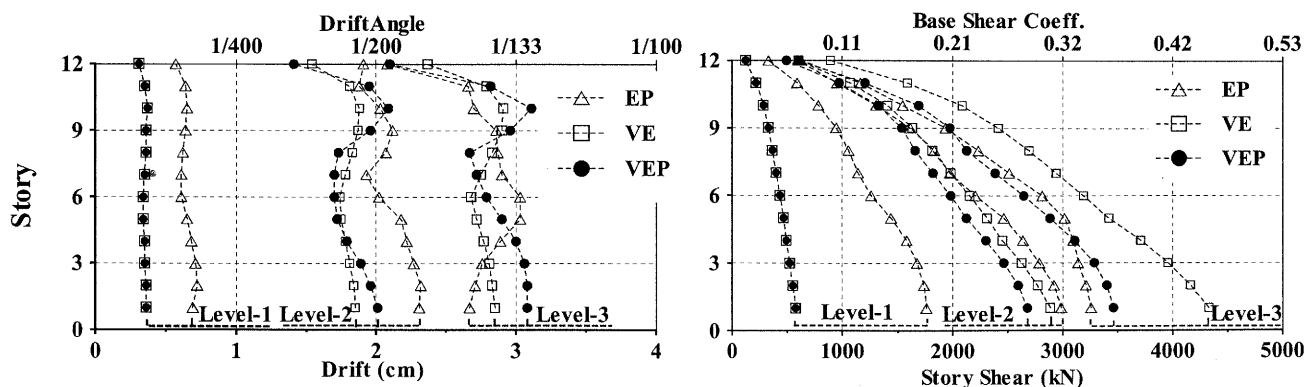 DriftAngle
1/400 1/200 1/133 1/100
12
9
6
3
0
Story
EP
VE
VEP
Level-1 Level-2 Level-3
0 1 2 3 4
Drift (cm)
Base Shear Coeff.
0.11 0.21 0.32 0.42 0.53
12
9
6
3
0
EP
VE
VEP
Level-1 Level-2 Level-3
0 1000 2000 3000 4000 5000
Story Shear (kN)